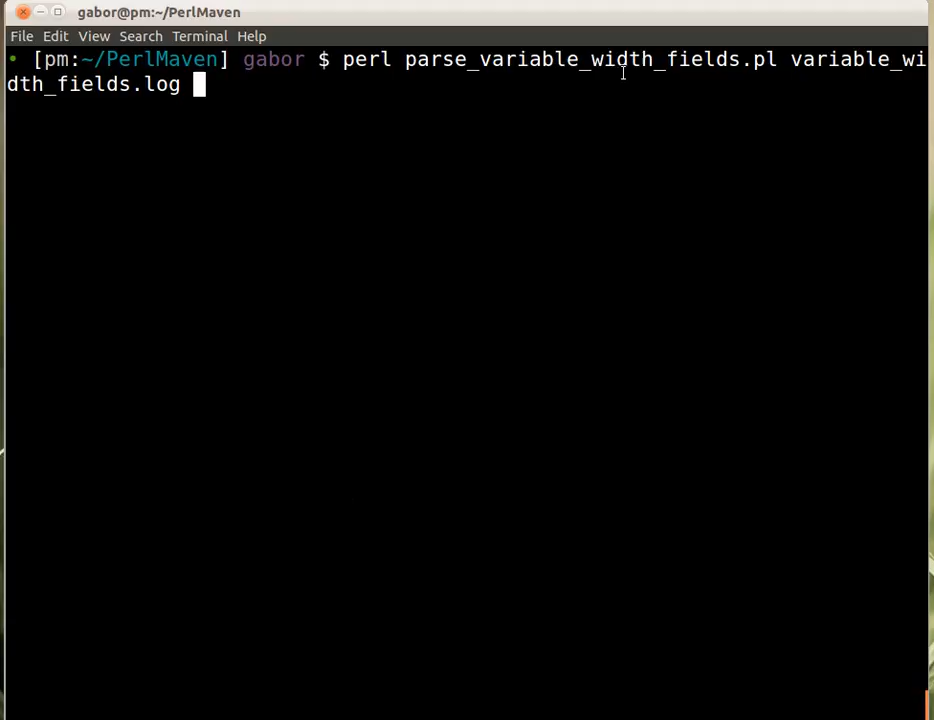 gabor@pm:~/PerlMaven
File Edit View Search Terminal Help
[pm:~/PerlMaven] gabor $ perl parse_variable_width_fields.pl variable_wi
dth_fields.log